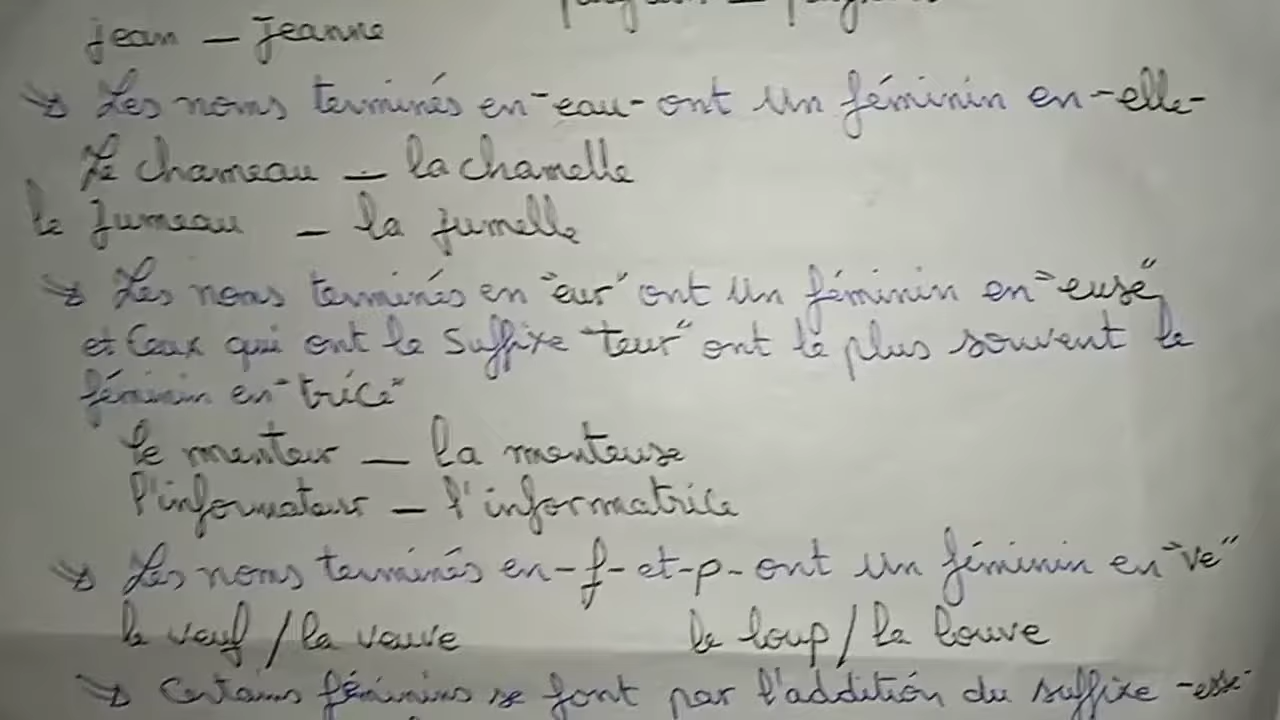 jean – Jeanne
Les noms terminés en -eau- ont un féminin en -elle-
Le chameau – la chamelle
le jumeau – la jumelle
Les noms terminés en "eur" ont un féminin en "euse"
et Ceux qui ont le suffixe "teur" ont le plus souvent le
féminin en "trice"
le menteur – la menteuse
l'informateur – l'informatrice
Les noms terminés en -f- et -p- ont un féminin en "ve"
le veuf / la veuve le loup / la louve
Certains féminins se font par l'addition du suffixe -esse-